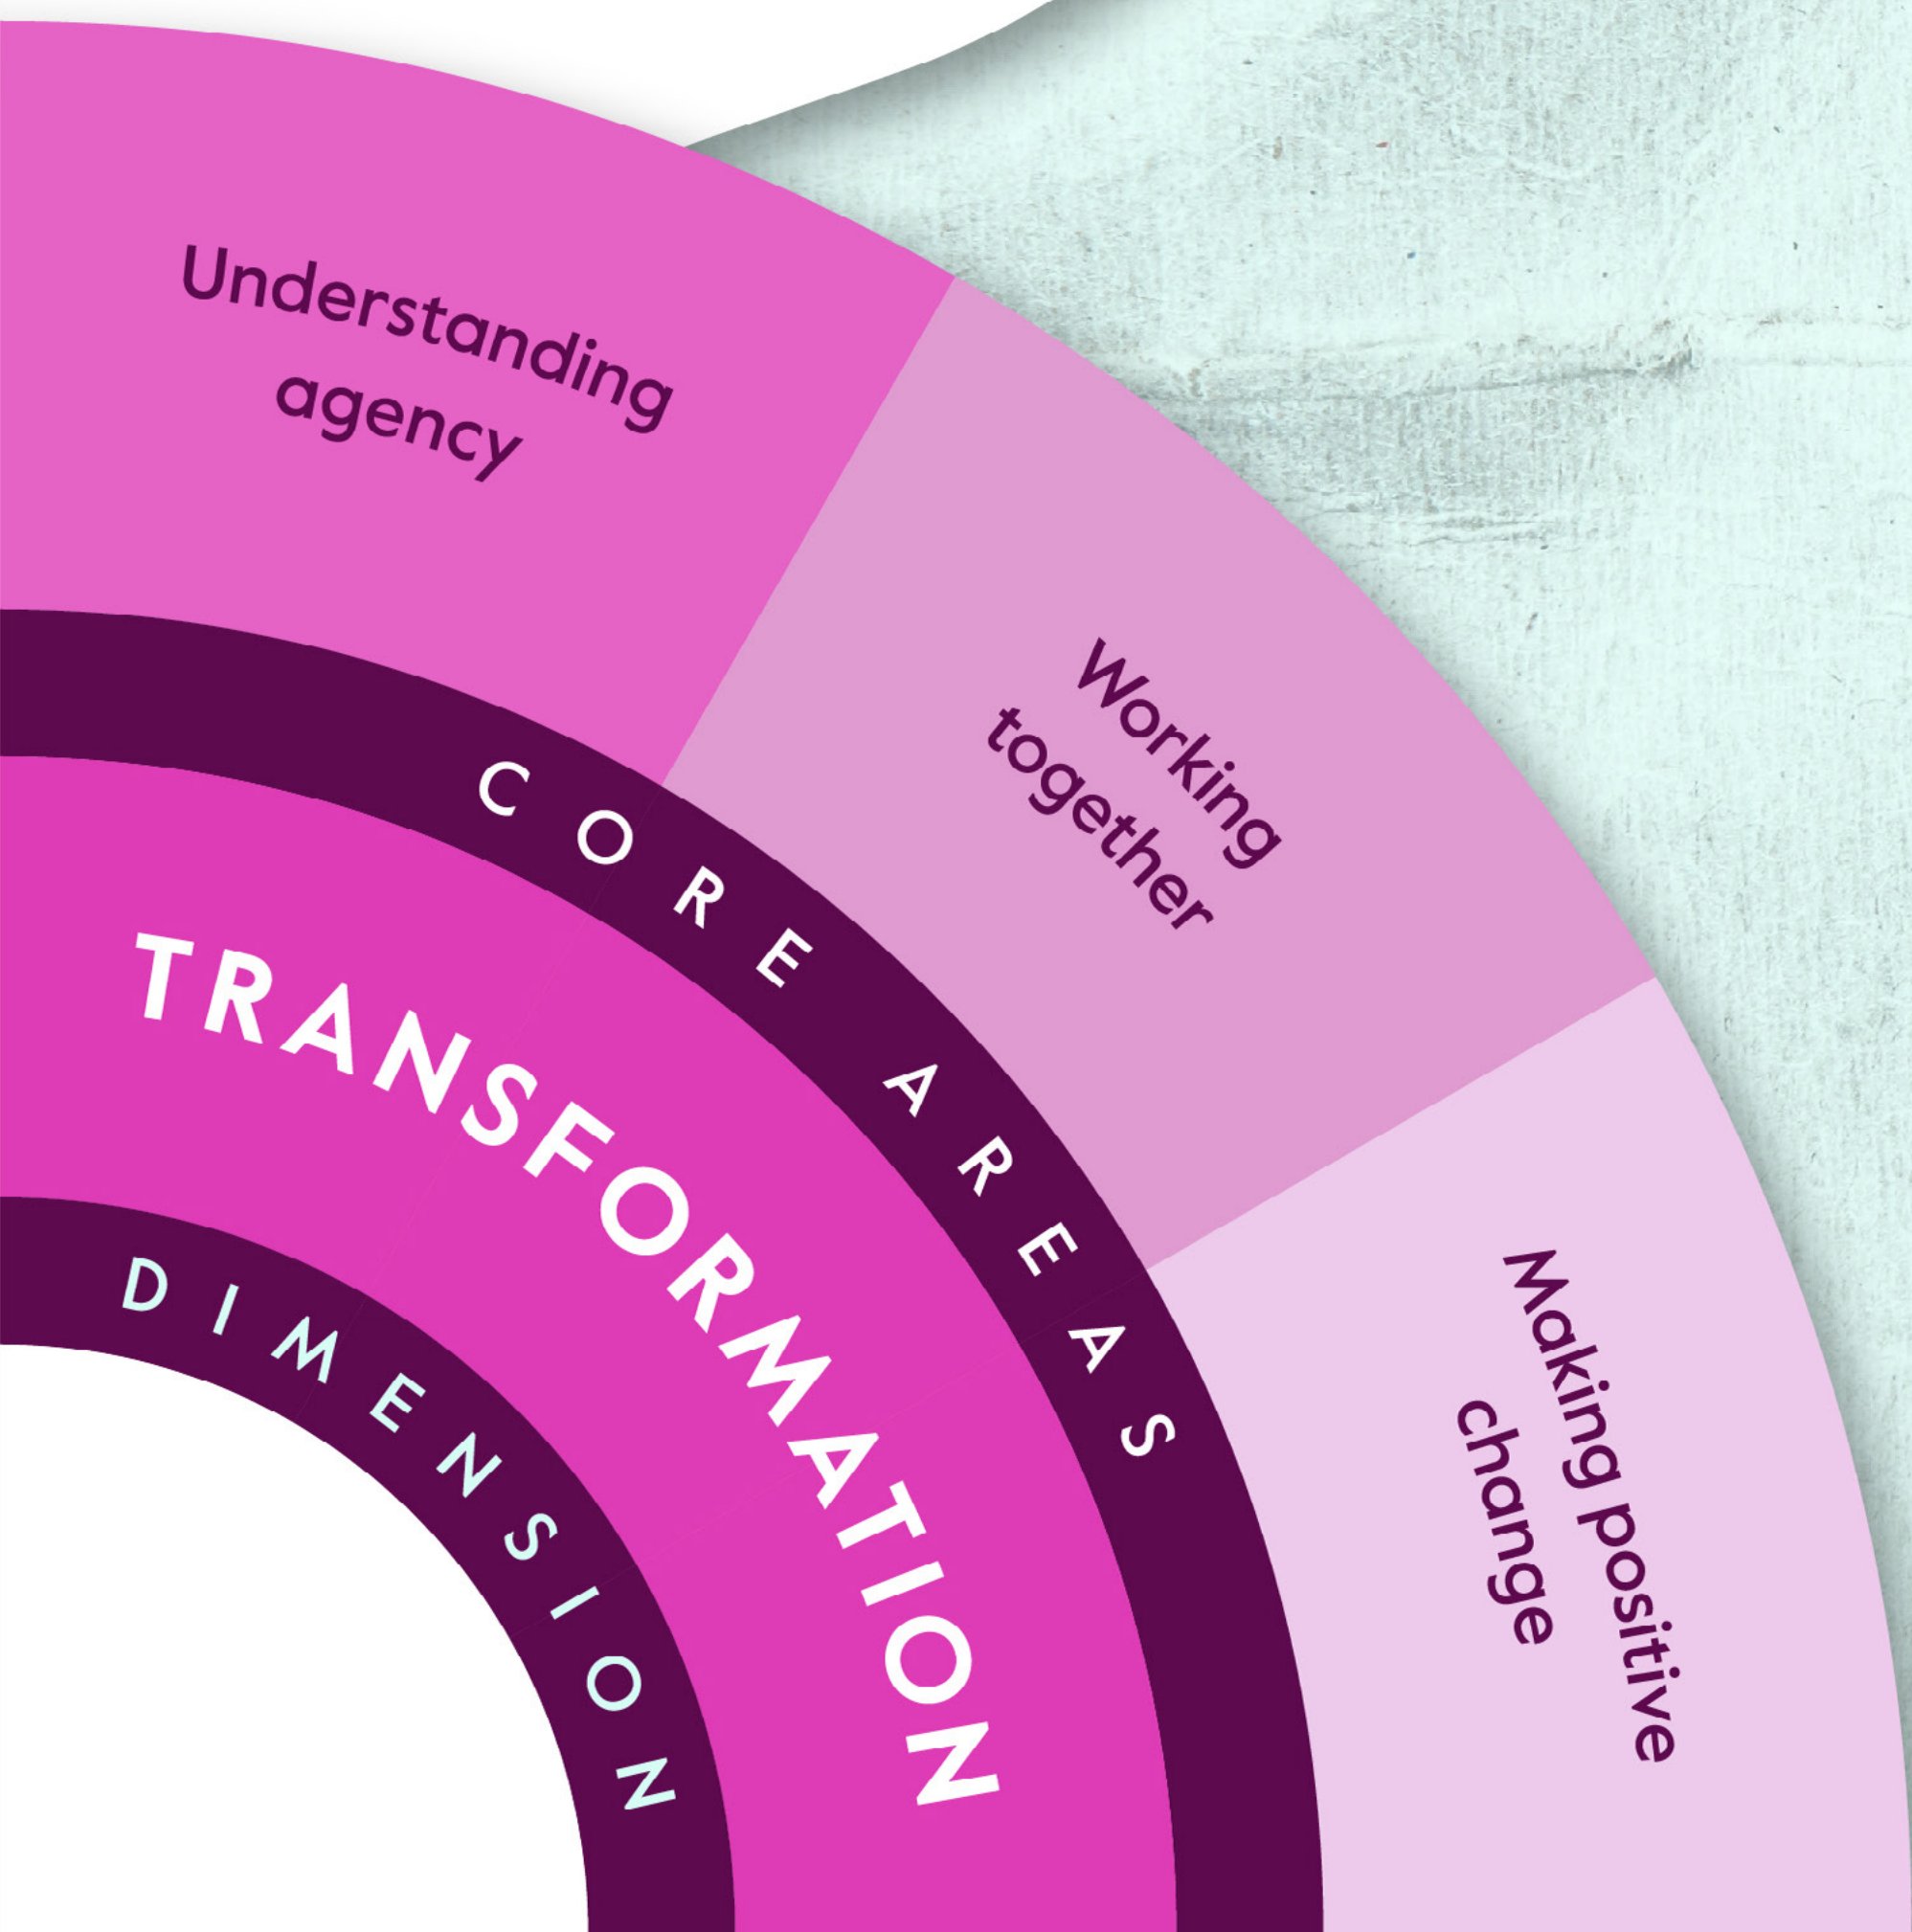 Understanding
agency
Working
together
Making positive
change
CORE AREAS
TRANSFORMATION
DIMENSION